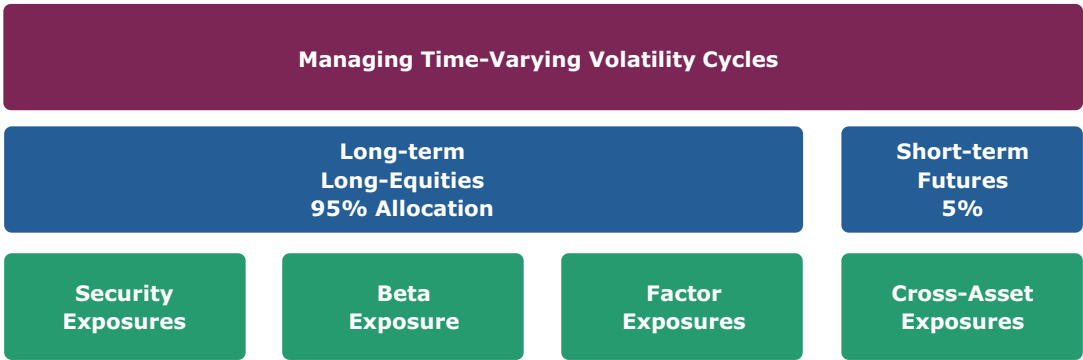 Managing Time-Varying Volatility Cycles
Long-term
Long-Equities
95% Allocation
Short-term
Futures
5%
Security
Exposures
Beta
Exposure
Factor
Exposures
Cross-Asset
Exposures